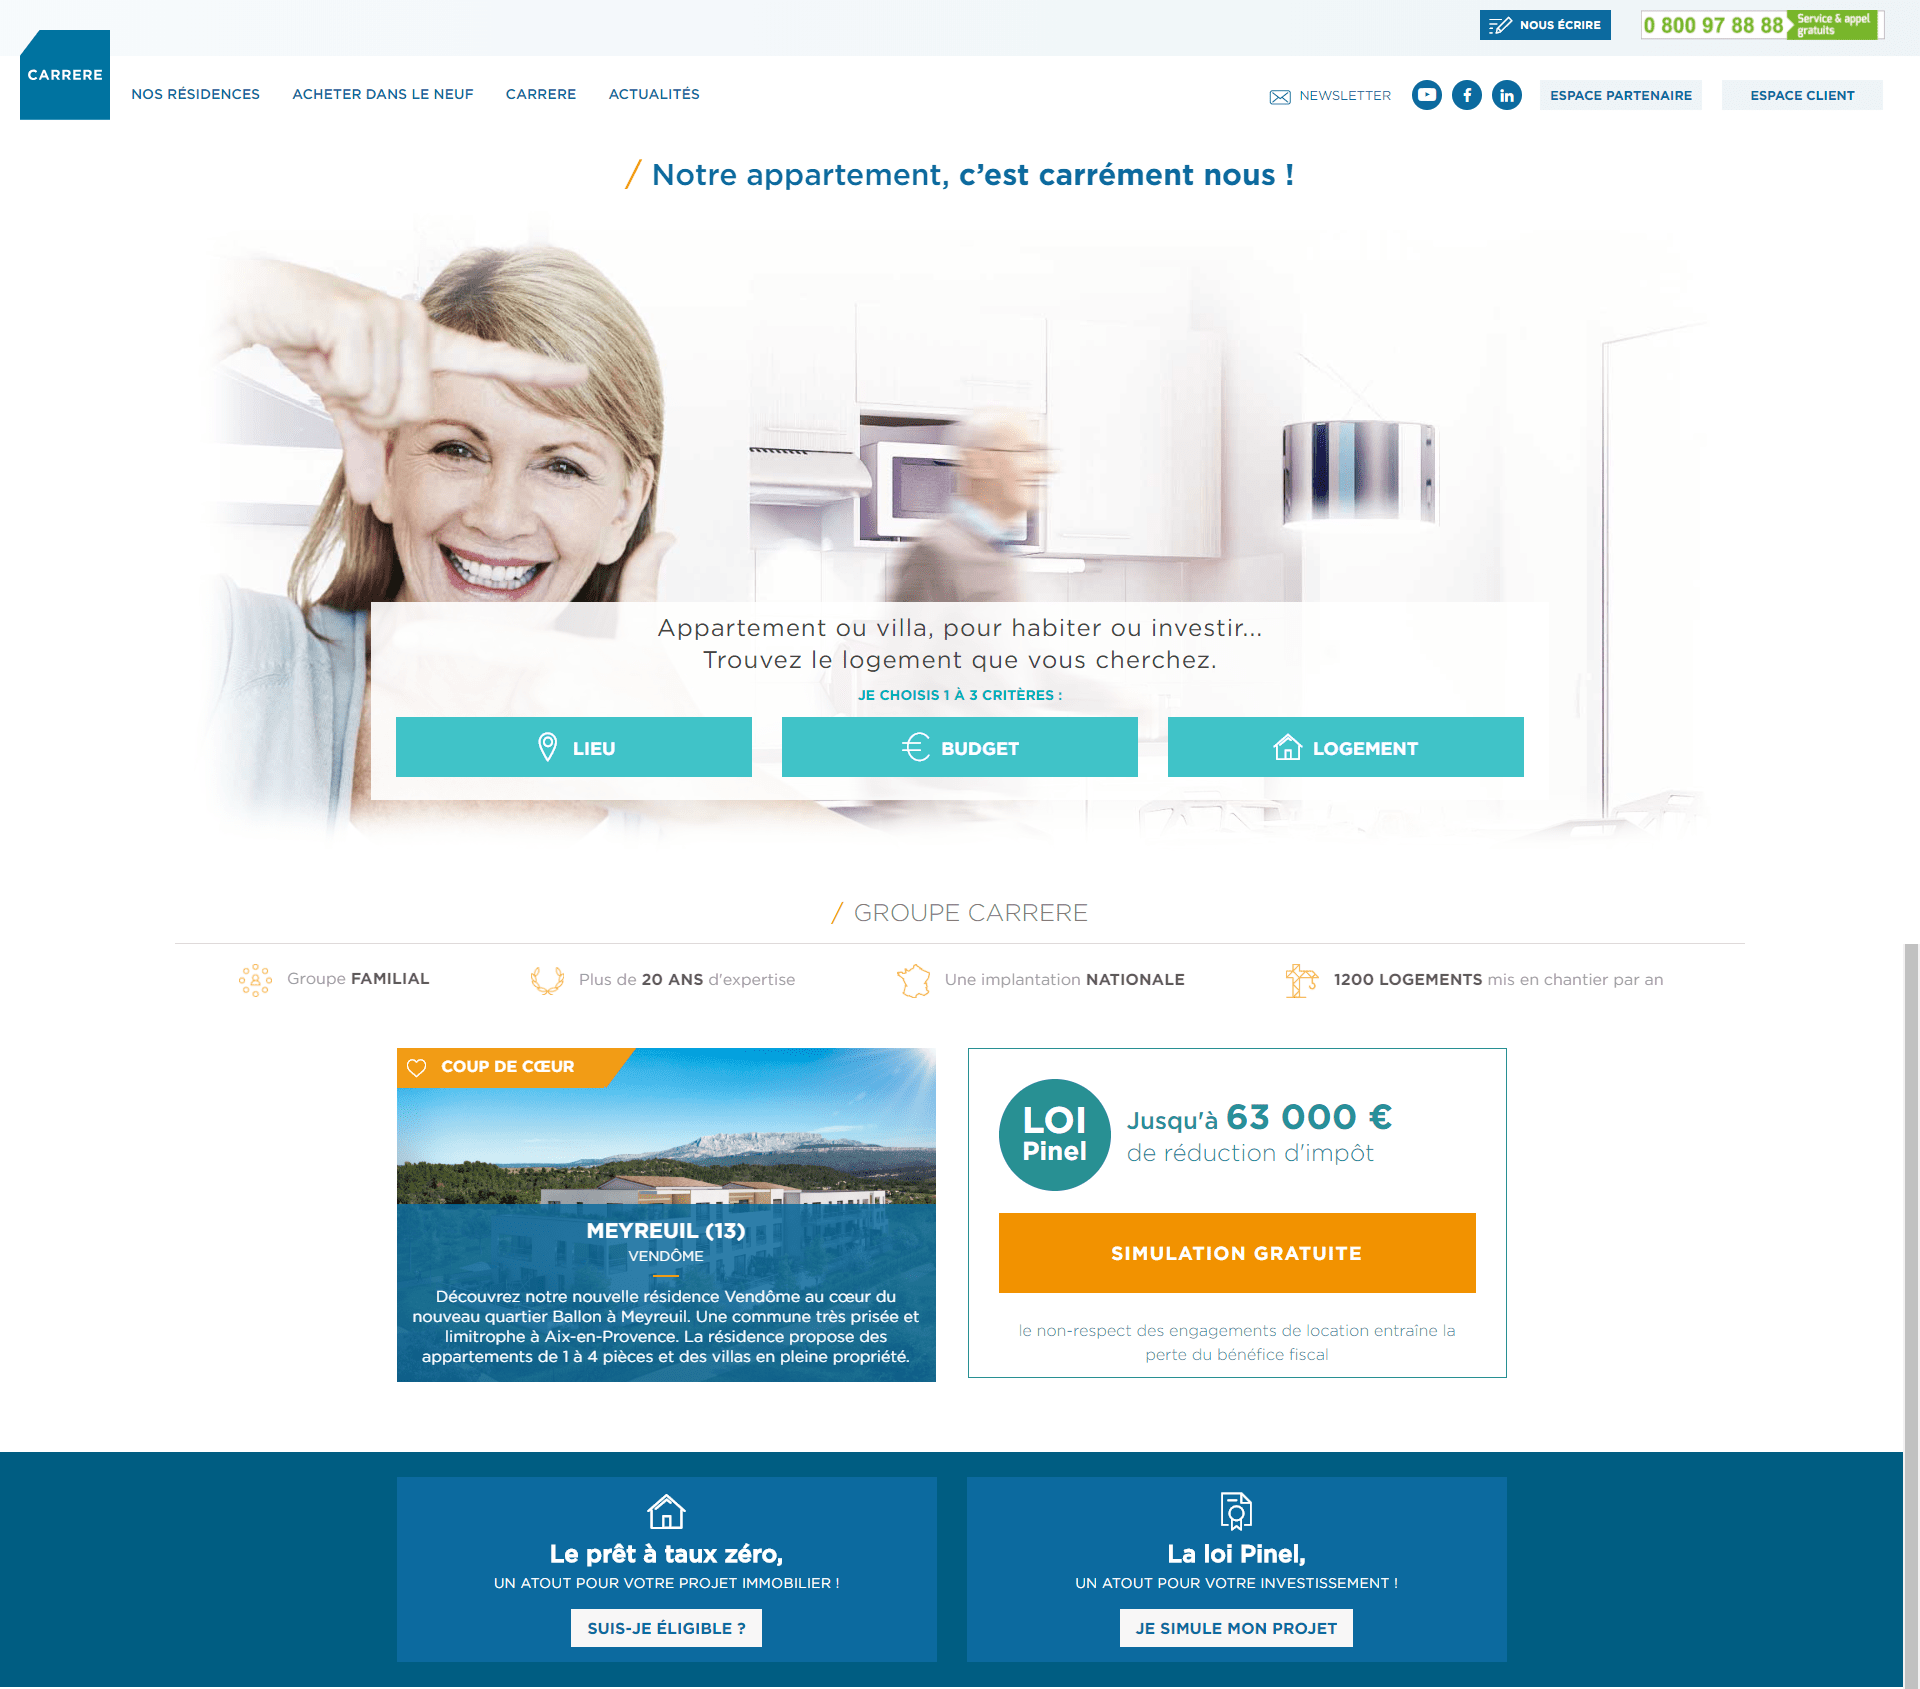 NOUS ÉCRIRE
0 800 97 88 88
Service & appel
gratuits
CARRERE
NOS RÉSIDENCES
ACHETER DANS LE NEUF
CARRERE
ACTUALITÉS
NEWSLETTER
ESPACE PARTENAIRE
ESPACE CLIENT
/ Notre appartement, c’est carrément nous !
Appartement ou villa, pour habiter ou investir...
Trouvez le logement que vous cherchez.
JE CHOISIS 1 À 3 CRITÈRES :
LIEU
BUDGET
LOGEMENT
/ GROUPE CARRERE
Groupe FAMILIAL
Plus de 20 ANS d'expertise
Une implantation NATIONALE
1200 LOGEMENTS mis en chantier par an
COUP DE CŒUR
MEYREUIL (13)
VENDÔME
Découvrez notre nouvelle résidence Vendôme au cœur du
nouveau quartier Ballon à Meyreuil. Une commune très prisée et
limitrophe à Aix-en-Provence. La résidence propose des
appartements de 1 à 4 pièces et des villas en pleine propriété.
LOI
Pinel
Jusqu'à 63 000 €
de réduction d'impôt
SIMULATION GRATUITE
le non-respect des engagements de location entraîne la
perte du bénéfice fiscal
Le prêt à taux zéro,
UN ATOUT POUR VOTRE PROJET IMMOBILIER !
SUIS-JE ÉLIGIBLE ?
La loi Pinel,
UN ATOUT POUR VOTRE INVESTISSEMENT !
JE SIMULE MON PROJET